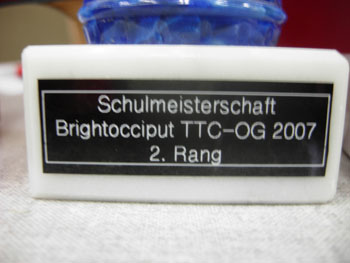 Schulmeisterschaft
Brightocciput TTC-OG 2007
2. Rang